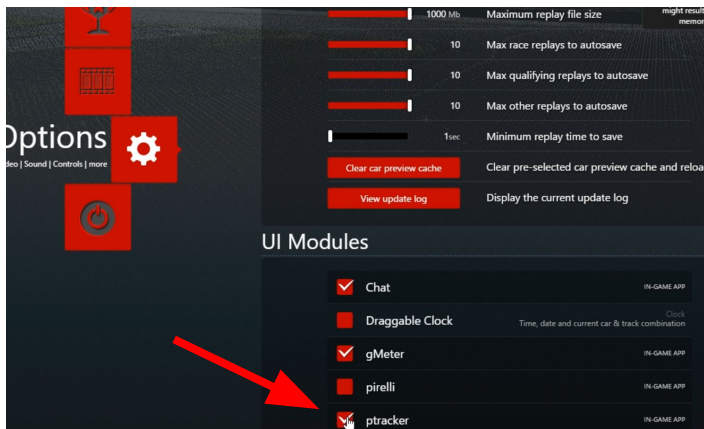 1000 Mb Maximum replay file size
might result
memor
10 Max race replays to autosave
10 Max qualifying replays to autosave
10 Max other replays to autosave
1sec Minimum replay time to save
Options
deo | Sound | Controls | more
Clear car preview cache Clear pre-selected car preview cache and reloa
View update log Display the current update log
UI Modules
Chat IN-GAME APP
Clock
Draggable Clock Time, date and current car & track combination
gMeter IN-GAME APP
pirelli IN-GAME APP
ptracker IN-GAME APP